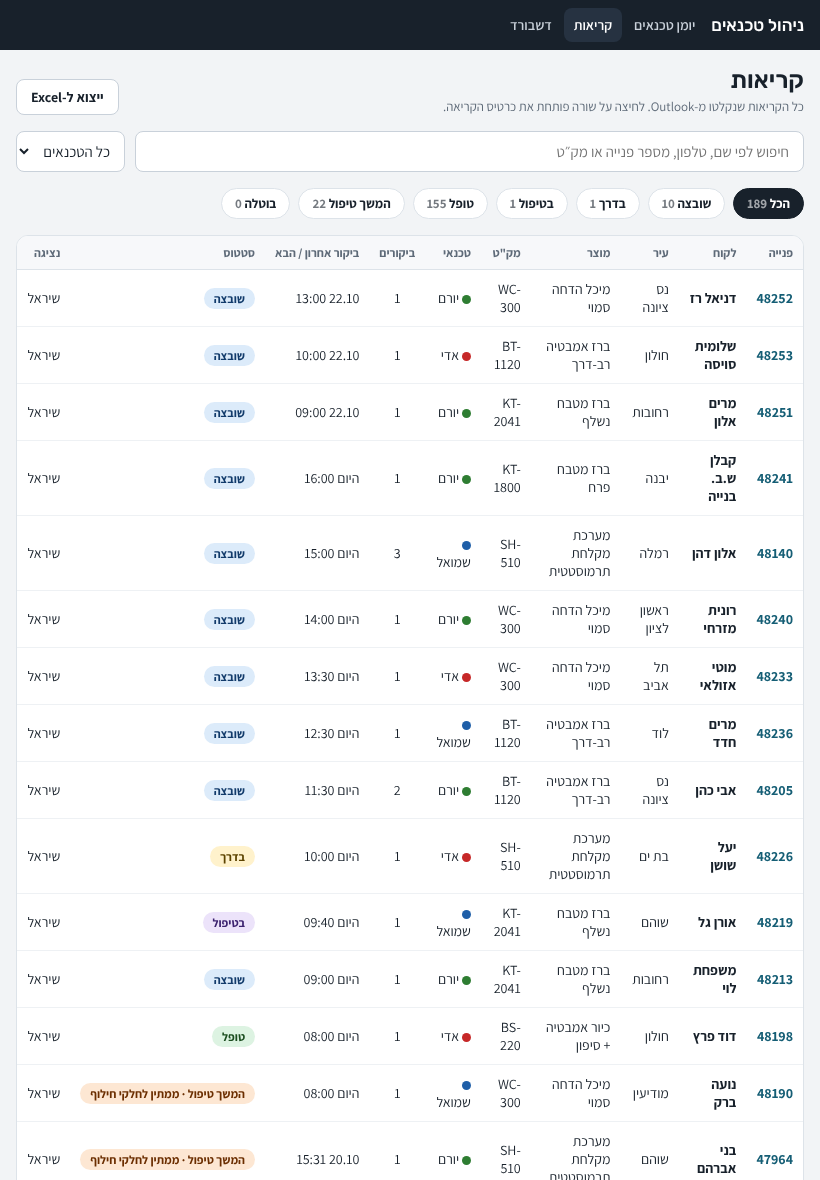 ניהול טכנאים יומן טכנאים קריאות דשבורד
קריאות
כל הקריאות שנקלטו מ-Outlook. לחיצה על שורה פותחת את כרטיס הקריאה.
ייצוא ל-Excel
חיפוש לפי שם, טלפון, מספר פנייה או מק״ט
כל הטכנאים
הכל 189 שובצה 10 בדרך 1 בטיפול 1 טופל 155 המשך טיפול 22 בוטלה 0
פנייה לקוח עיר מוצר מק"ט טכנאי ביקורים ביקור אחרון / הבא סטטוס נציגה
48252 דניאל רז נס ציונה מיכל הדחה סמוי WC-300 יורם 1 22.10 13:00 שובצה שיראל
48253 שלומית סויסה חולון ברז אמבטיה רב-דרך BT-1120 אדי 1 22.10 10:00 שובצה שיראל
48251 מרים אלון רחובות ברז מטבח נשלף KT-2041 יורם 1 22.10 09:00 שובצה שיראל
48241 קבלן ש.ב. בנייה יבנה ברז מטבח פרח KT-1800 יורם 1 היום 16:00 שובצה שיראל
48140 אלון דהן רמלה מערכת מקלחת תרמוסטטית SH-510 שמואל 3 היום 15:00 שובצה שיראל
48240 רונית מזרחי ראשון לציון מיכל הדחה סמוי WC-300 יורם 1 היום 14:00 שובצה שיראל
48233 מוטי אזולאי תל אביב מיכל הדחה סמוי WC-300 אדי 1 היום 13:30 שובצה שיראל
48236 מרים חדד לוד ברז אמבטיה רב-דרך BT-1120 שמואל 1 היום 12:30 שובצה שיראל
48205 אבי כהן נס ציונה ברז אמבטיה רב-דרך BT-1120 יורם 2 היום 11:30 שובצה שיראל
48226 יעל שושן בת ים מערכת מקלחת תרמוסטטית SH-510 אדי 1 היום 10:00 בדרך שיראל
48219 אורן גל שוהם ברז מטבח נשלף KT-2041 שמואל 1 היום 09:40 בטיפול שיראל
48213 משפחת לוי רחובות ברז מטבח נשלף KT-2041 יורם 1 היום 09:00 שובצה שיראל
48198 דוד פרץ חולון כיור אמבטיה + סיפון BS-220 אדי 1 היום 08:00 טופל שיראל
48190 נועה ברק מודיעין מיכל הדחה סמוי WC-300 שמואל 1 היום 08:00 המשך טיפול · ממתין לחלקי חילוף שיראל
47964 בני אברהם שוהם מערכת מקלחת תרמוסטטית SH-510 יורם 1 20.10 15:31 המשך טיפול · ממתין לחלקי חילוף שיראל